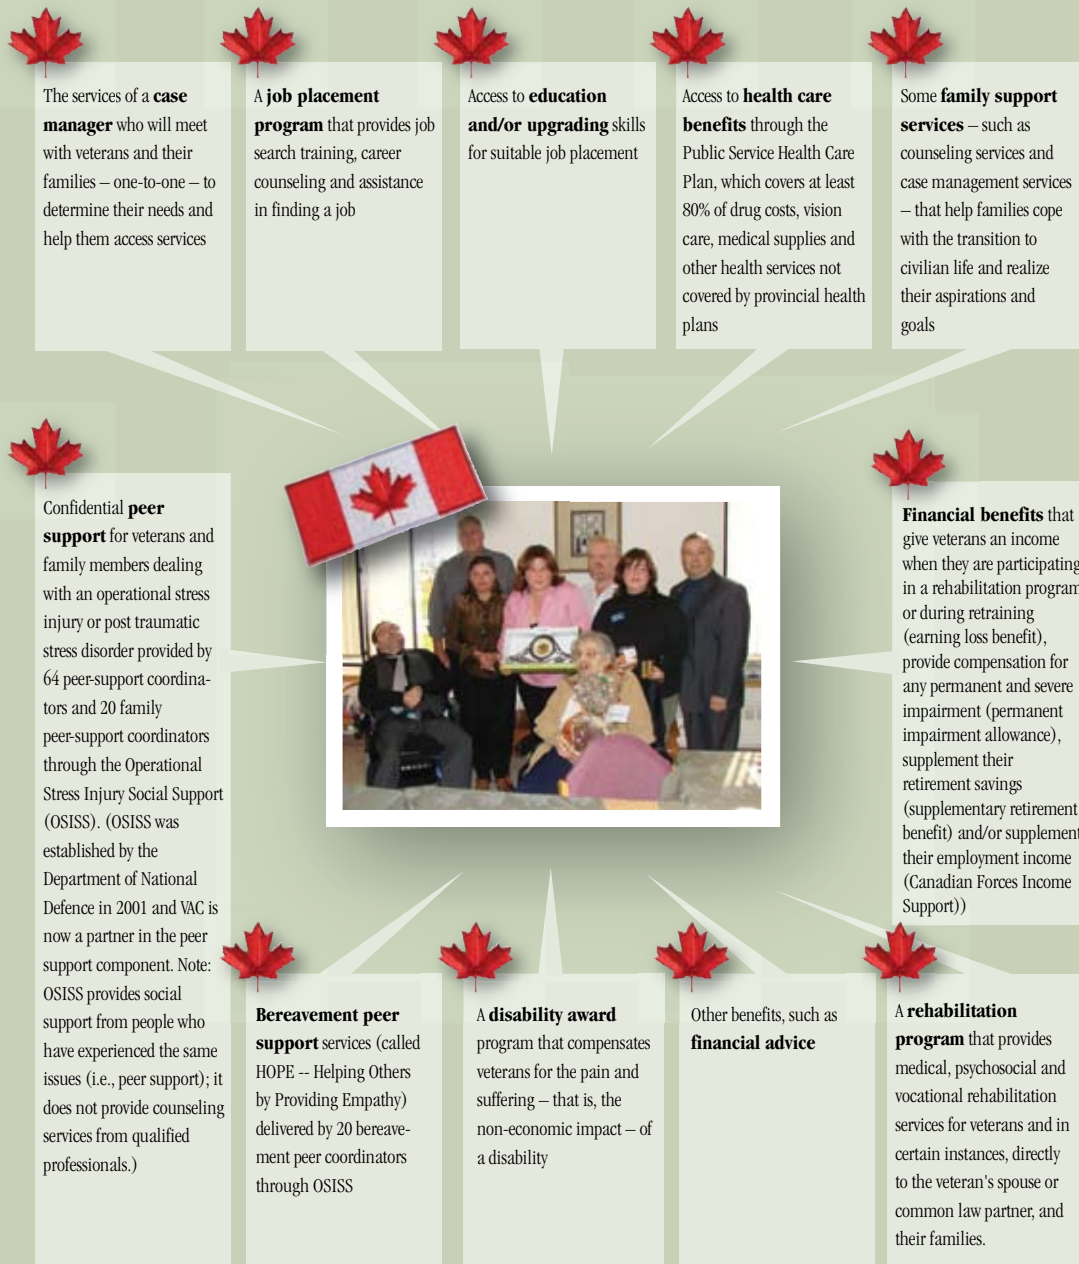 The services of a case
manager who will meet
with veterans and their
families – one-to-one – to
determine their needs and
help them access services
A job placement
program that provides job
search training, career
counseling and assistance
in finding a job
Access to education
and/or upgrading skills
for suitable job placement
Access to health care
benefits through the
Public Service Health Care
Plan, which covers at least
80% of drug costs, vision
care, medical supplies and
other health services not
covered by provincial health
plans
Some family support
services – such as
counseling services and
case management services
– that help families cope
with the transition to
civilian life and realize
their aspirations and
goals
Confidential peer
support for veterans and
family members dealing
with an operational stress
injury or post traumatic
stress disorder provided by
64 peer-support coordina-
tors and 20 family
peer-support coordinators
through the Operational
Stress Injury Social Support
(OSISS). (OSISS was
established by the
Department of National
Defence in 2001 and VAC is
now a partner in the peer
support component. Note:
OSISS provides social
support from people who
have experienced the same
issues (i.e., peer support); it
does not provide counseling
services from qualified
professionals.)
Financial benefits that
give veterans an income
when they are participating
in a rehabilitation program
or during retraining
(earning loss benefit),
provide compensation for
any permanent and severe
impairment (permanent
impairment allowance),
supplement their
retirement savings
(supplementary retirement
benefit) and/or supplement
their employment income
(Canadian Forces Income
Support))
Bereavement peer
support services (called
HOPE -- Helping Others
by Providing Empathy)
delivered by 20 bereave-
ment peer coordinators
through OSISS
A disability award
program that compensates
veterans for the pain and
suffering – that is, the
non-economic impact – of
a disability
Other benefits, such as
financial advice
A rehabilitation
program that provides
medical, psychosocial and
vocational rehabilitation
services for veterans and in
certain instances, directly
to the veteran's spouse or
common law partner, and
their families.